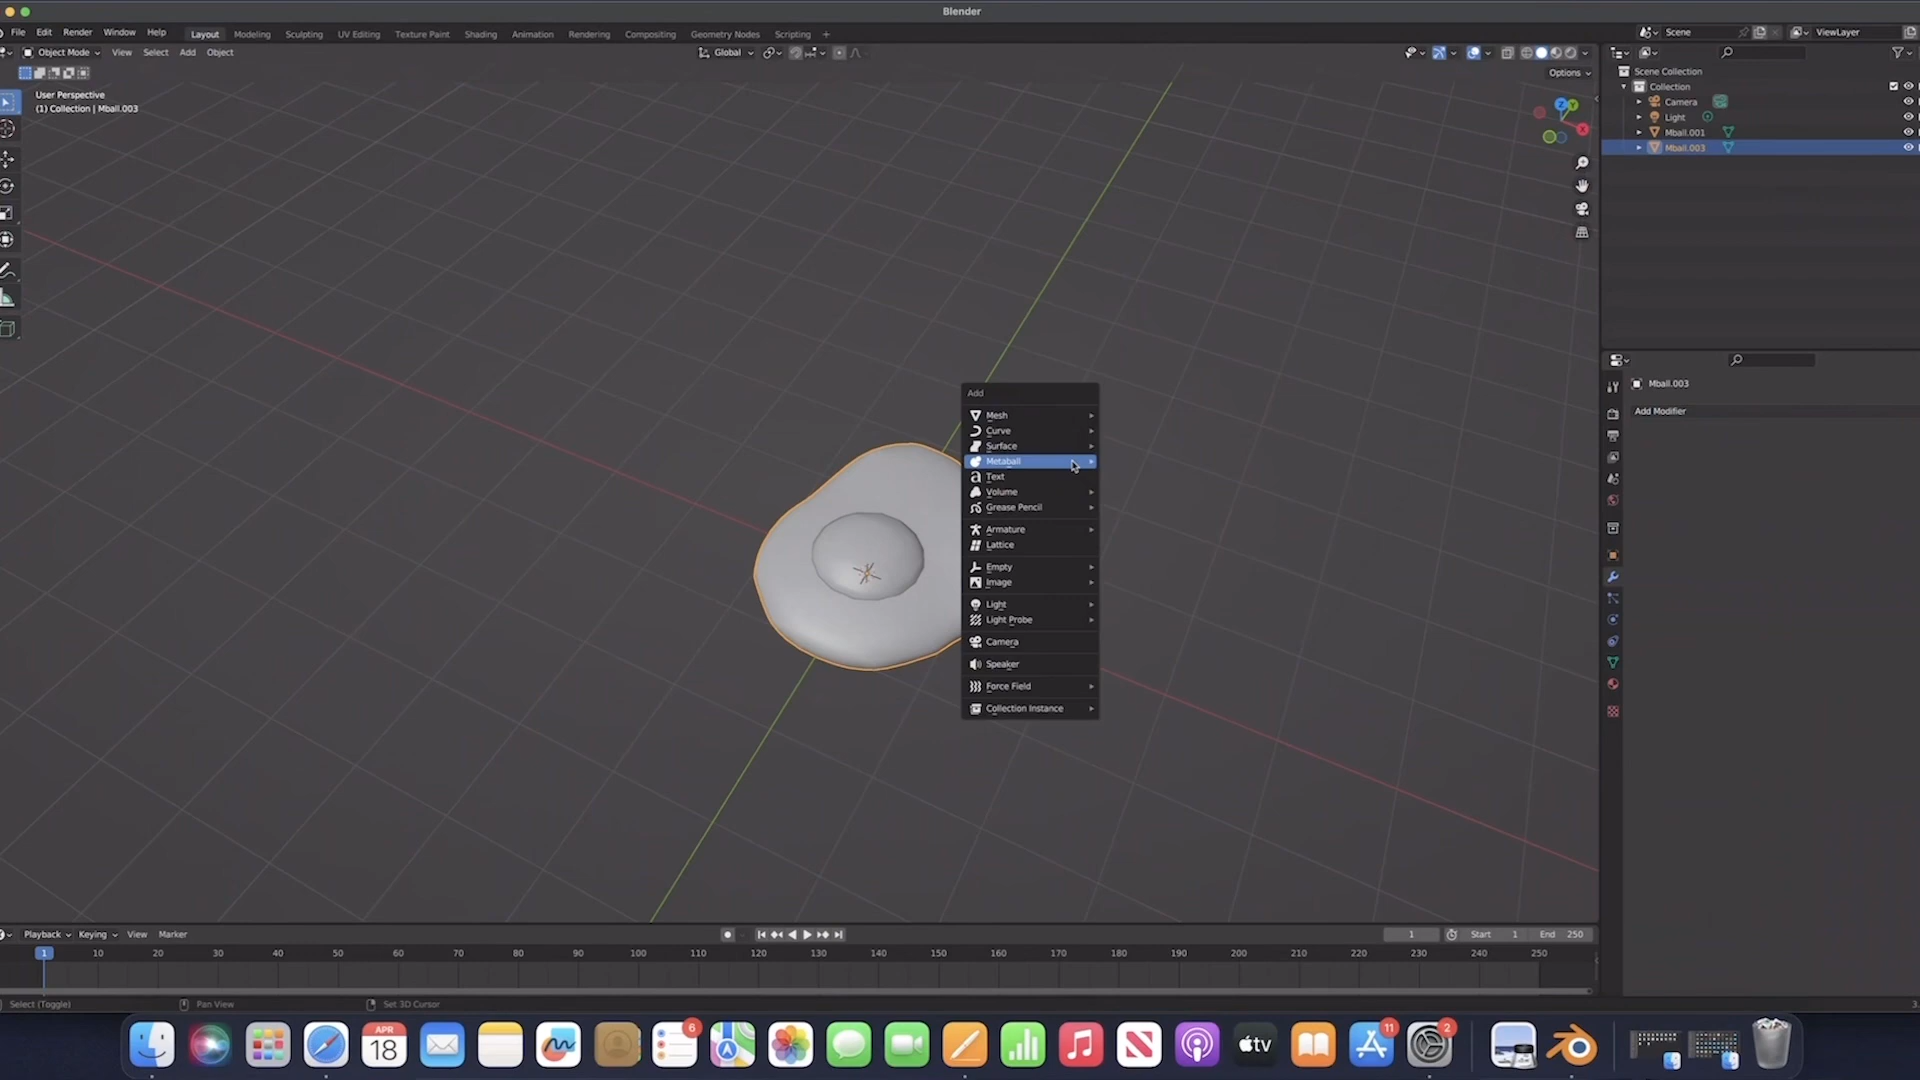 Blender
File Edit Render Window Help Layout Modeling Sculpting UV Editing Texture Paint Shading Animation Rendering Compositing Geometry Nodes Scripting + Scene ViewLayer
Object Mode View Select Add Object Global
Options
User Perspective
(1) Collection | Mball.003
Scene Collection
Collection
Camera
Light
Mball.001
Mball.003
Z
Y
X
Mball.003
Add Modifier
Add
Mesh
Curve
Surface
Metaball
Text
Volume
Grease Pencil
Armature
Lattice
Empty
Image
Light
Light Probe
Camera
Speaker
Force Field
Collection Instance
Playback Keying View Marker 1 Start 1 End 250
1 10 20 30 40 50 60 70 80 90 100 110 120 130 140 150 160 170 180 190 200 210 220 230 240 250
Select (Toggle) Pan View Set 3D Cursor 3.
APR
18
6
tv
11
2